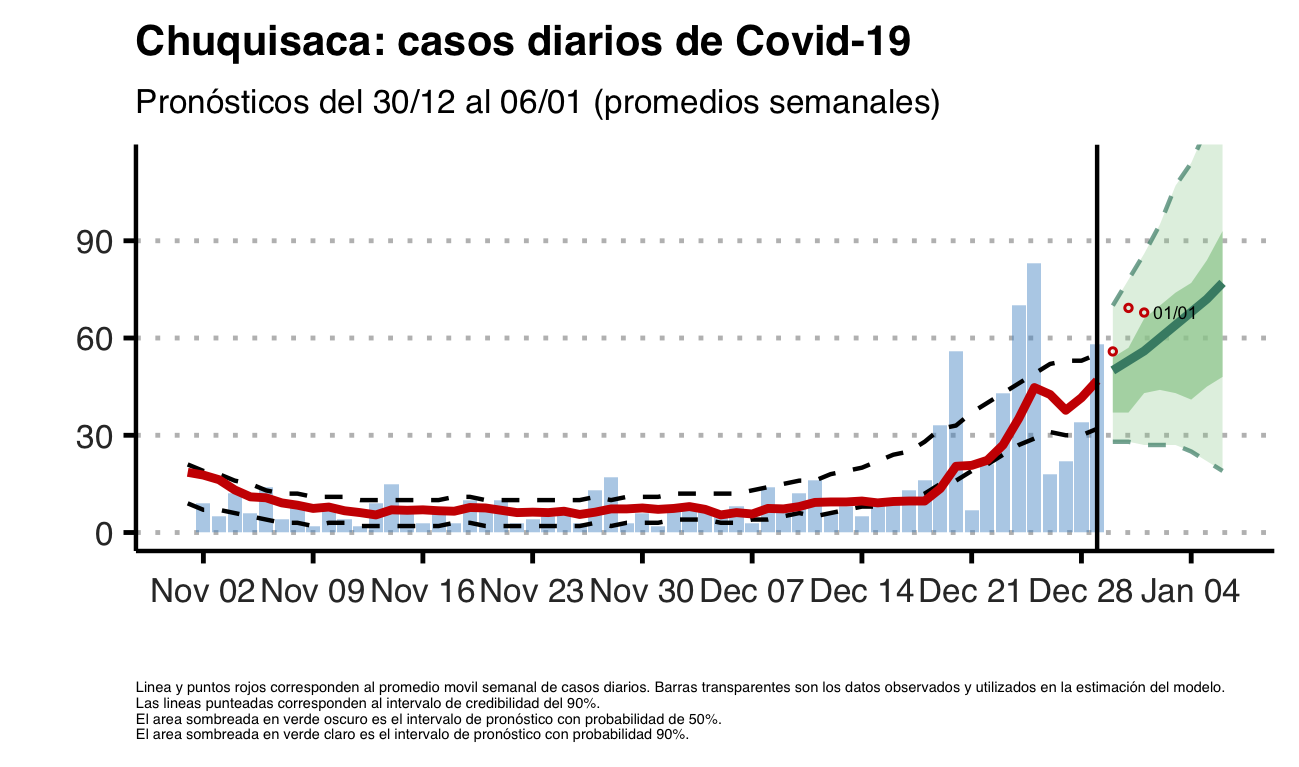 Chuquisaca: casos diarios de Covid-19
Pronósticos del 30/12 al 06/01 (promedios semanales)
90
60
30
0
01/01
Nov 02 Nov 09 Nov 16 Nov 23 Nov 30 Dec 07 Dec 14 Dec 21 Dec 28 Jan 04
Linea y puntos rojos corresponden al promedio movil semanal de casos diarios. Barras transparentes son los datos observados y utilizados en la estimación del modelo.
Las lineas punteadas corresponden al intervalo de credibilidad del 90%.
El area sombreada en verde oscuro es el intervalo de pronóstico con probabilidad de 50%.
El area sombreada en verde claro es el intervalo de pronóstico con probabilidad 90%.